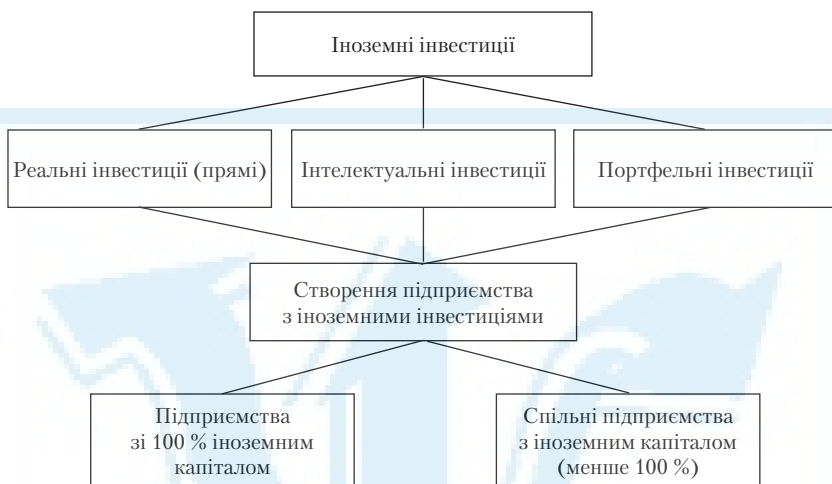 Іноземні інвестиції
Реальні інвестиції (прямі)
Інтелектуальні інвестиції
Портфельні інвестиції
Створення підприємства
з іноземними інвестиціями
Підприємства
зі 100 % іноземним
капіталом
Спільні підприємства
з іноземним капіталом
(менше 100 %)